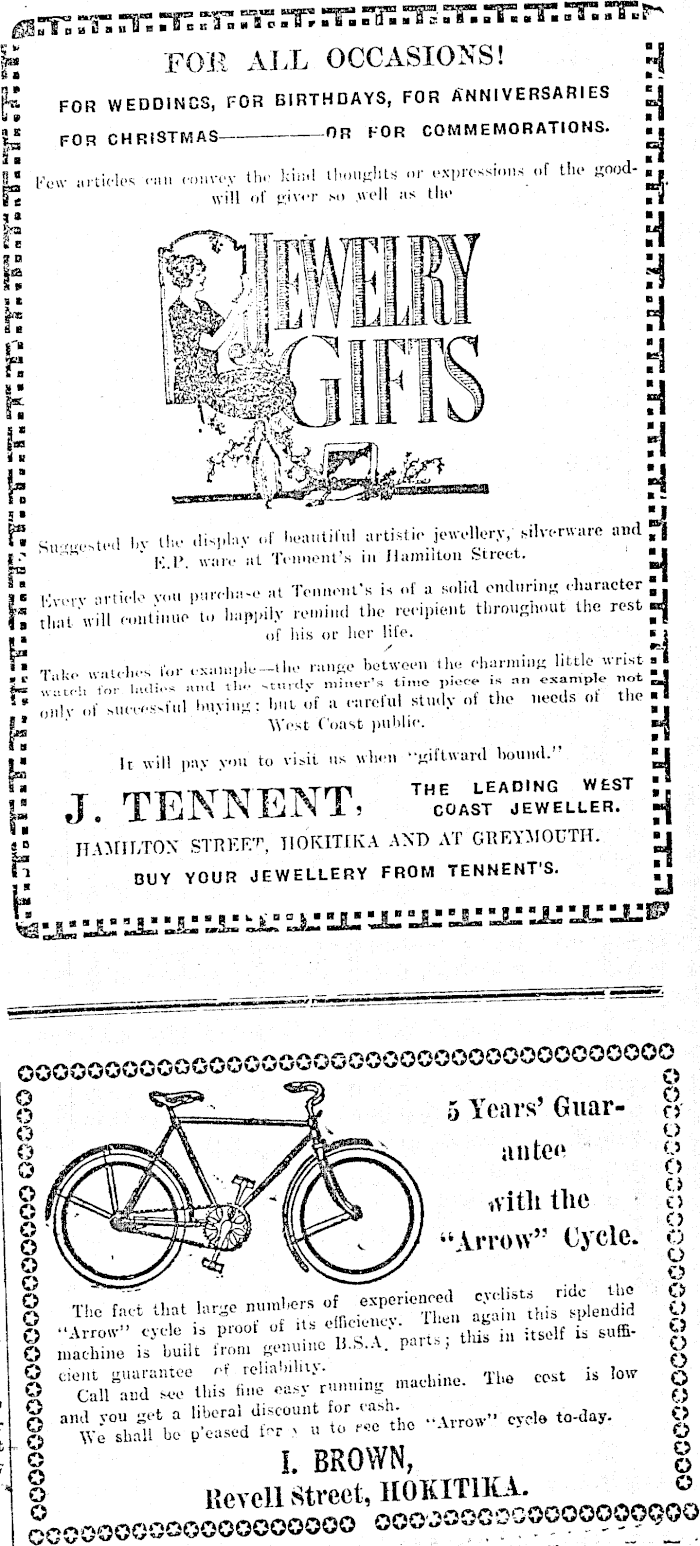 FOR ALL OCCASIONS!
FOR WEDDINGS, FOR BIRTHDAYS, FOR ANNIVERSARIES
FOR CHRISTMAS————OR FOR COMMEMORATIONS.
Few articles can convey the kind thoughts or expressions of the good-
will of giver so well as the
JEWELRY
GIFTS
Suggested by the display of beautiful artistic jewellery, silverware and
E.P. ware at Tennent's in Hamilton Street.
Every article you purchase at Tennent's is of a solid enduring character
that will continue to happily remind the recipient throughout the rest
of his or her life.
Take watches for example—the range between the charming little wrist
watch for ladies and the sturdy miner's time piece is an example not
only of successful buying; but of a careful study of the needs of the
West Coast public.
It will pay you to visit us when "giftward bound."
J. TENNENT,
THE LEADING WEST
COAST JEWELLER.
HAMILTON STREET, HOKITIKA AND AT GREYMOUTH.
BUY YOUR JEWELLERY FROM TENNENT'S.
5 Years' Guar-
antee
with the
"Arrow" Cycle.
The fact that large numbers of experienced cyclists ride the
"Arrow" cycle is proof of its efficiency. Then again this splendid
machine is built from genuine B.S.A. parts; this in itself is suffi-
cient guarantee of reliability.
Call and see this fine easy running machine. The cost is low
and you get a liberal discount for cash.
We shall be pleased for you to see the "Arrow" cycle to-day.
I. BROWN,
Revell Street, HOKITIKA.